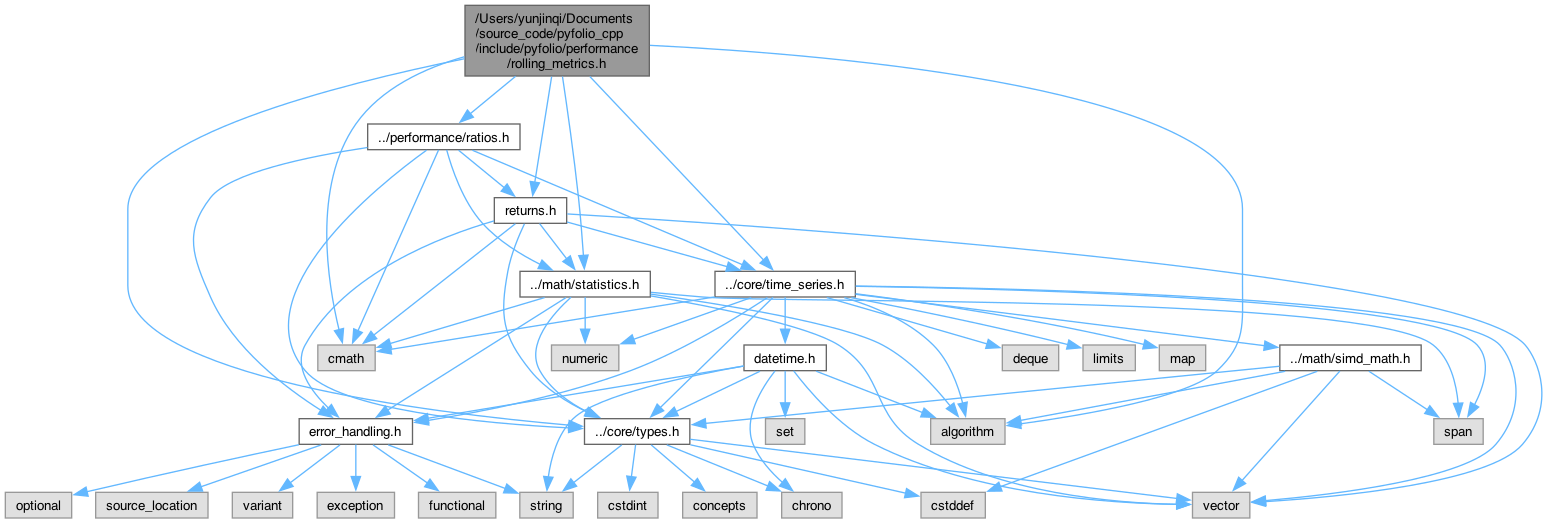 /Users/yunjinqi/Documents
/source_code/pyfolio_cpp
/include/pyfolio/performance
/rolling_metrics.h
../performance/ratios.h
returns.h
../math/statistics.h
../core/time_series.h
cmath
numeric
datetime.h
deque
limits
map
../math/simd_math.h
error_handling.h
../core/types.h
set
algorithm
span
optional
source_location
variant
exception
functional
string
cstdint
concepts
chrono
cstddef
vector